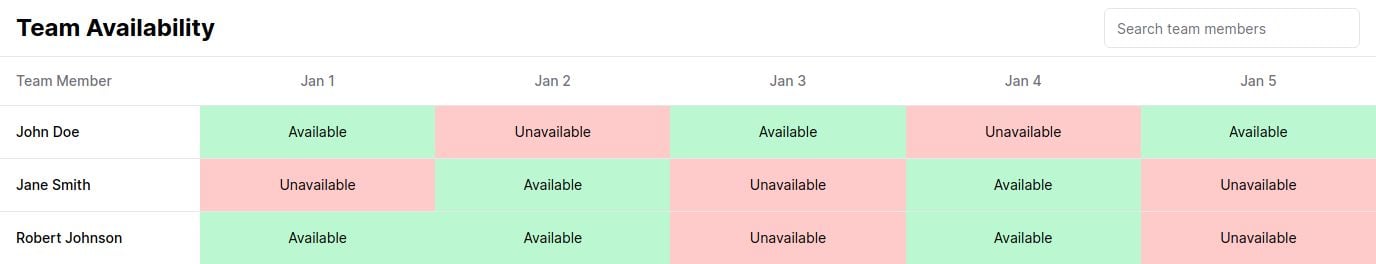 Team Availability
Search team members
Team Member Jan 1 Jan 2 Jan 3 Jan 4 Jan 5
John Doe Available Unavailable Available Unavailable Available
Jane Smith Unavailable Available Unavailable Available Unavailable
Robert Johnson Available Available Unavailable Available Unavailable